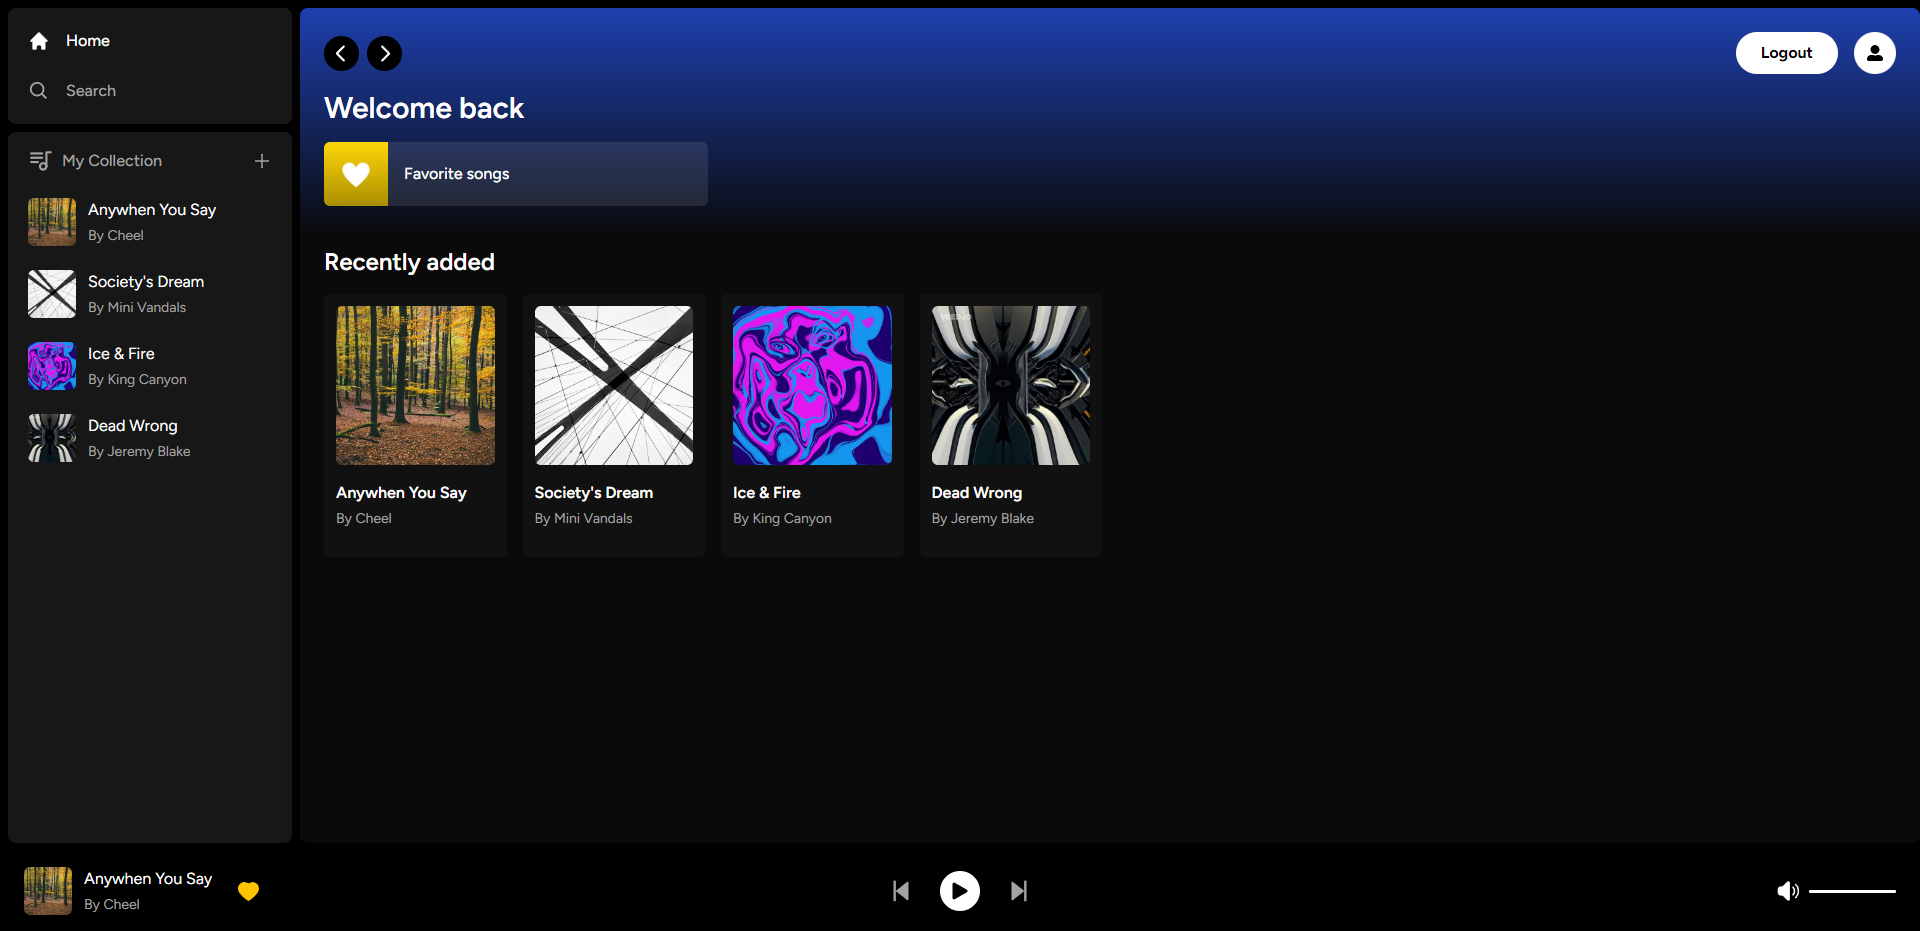 Home
Search
My Collection
Anywhen You Say
By Cheel
Society's Dream
By Mini Vandals
Ice & Fire
By King Canyon
Dead Wrong
By Jeremy Blake
Logout
Welcome back
Favorite songs
Recently added
Anywhen You Say
By Cheel
Society's Dream
By Mini Vandals
Ice & Fire
By King Canyon
VEED.IO
Dead Wrong
By Jeremy Blake
Anywhen You Say
By Cheel